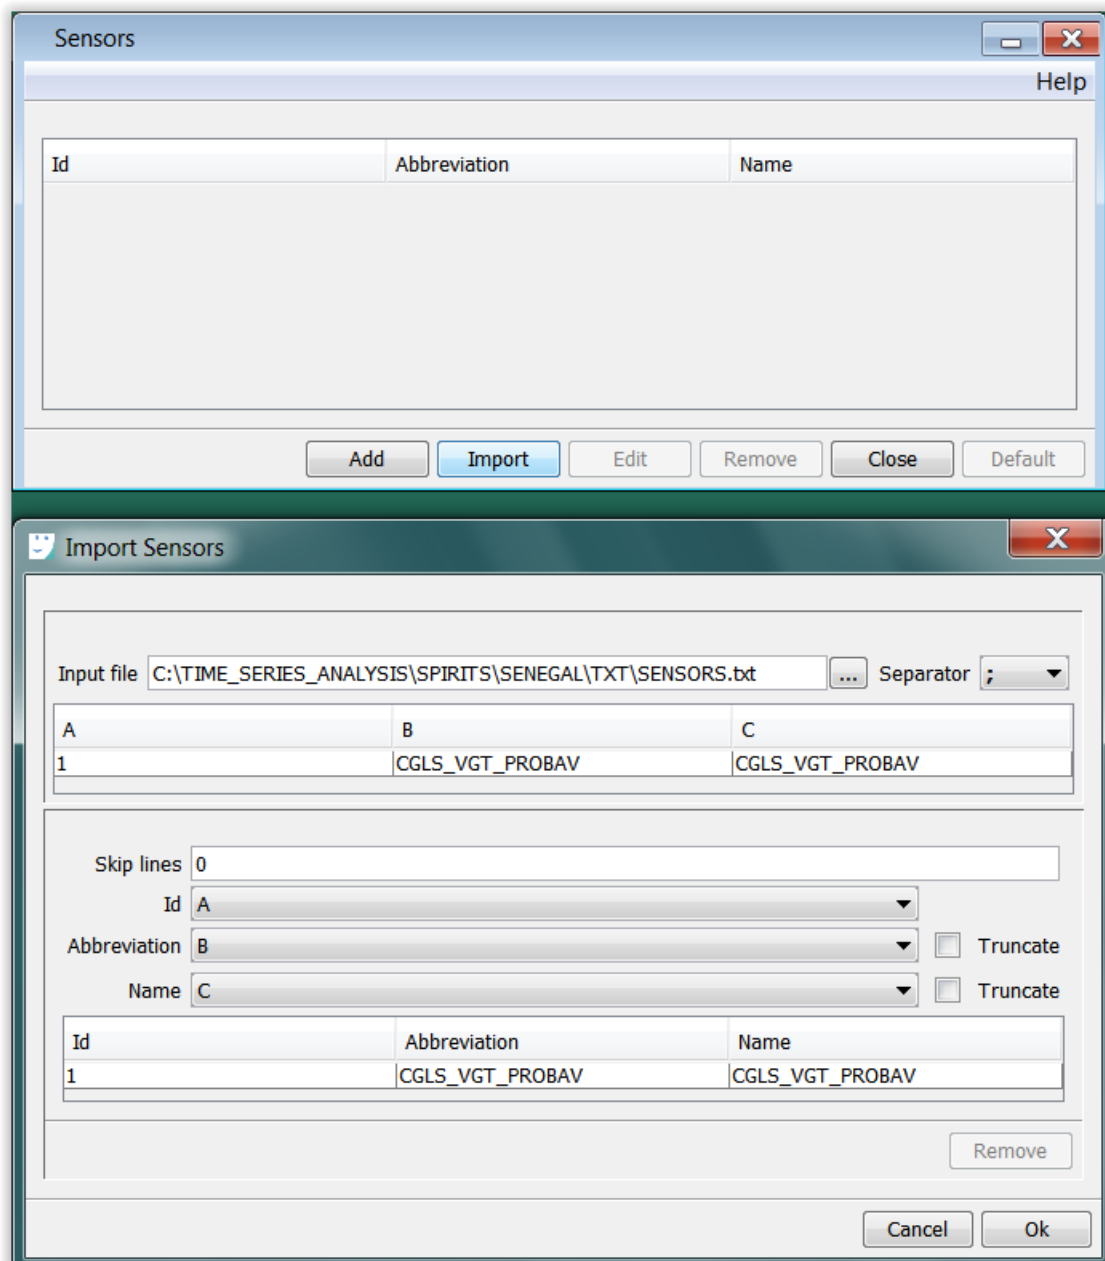 Sensors
Help
Id Abbreviation Name
Add Import Edit Remove Close Default
Import Sensors
Input file C:\TIME_SERIES_ANALYSIS\SPIRITS\SENEGAL\TXT\SENSORS.txt ... Separator ;
A B C
1 CGLS_VGT_PROBAV CGLS_VGT_PROBAV
Skip lines 0
Id A
Abbreviation B Truncate
Name C Truncate
Id Abbreviation Name
1 CGLS_VGT_PROBAV CGLS_VGT_PROBAV
Remove
Cancel Ok